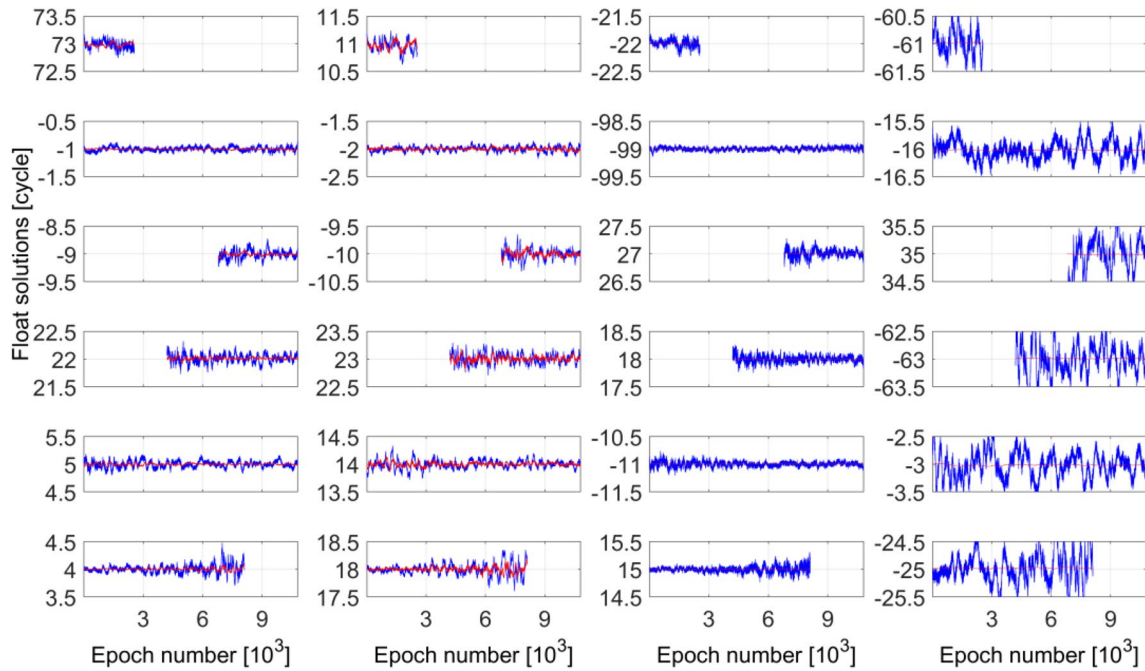 73.5 11.5 -21.5 -60.5
73 11 -22 -61
72.5 10.5 -22.5 -61.5
-0.5 -1.5 -98.5 -15.5
-1 -2 -99 -16
-1.5 -2.5 -99.5 -16.5
-8.5 -9.5 27.5 35.5
-9 -10 27 35
-9.5 -10.5 26.5 34.5
Float solutions [cycle]
22.5 23.5 18.5 -62.5
22 23 18 -63
21.5 22.5 17.5 -63.5
5.5 14.5 -10.5 -2.5
5 14 -11 -3
4.5 13.5 -11.5 -3.5
4.5 18.5 15.5 -24.5
4 18 15 -25
3.5 17.5 14.5 -25.5
3 6 9 3 6 9 3 6 9 3 6 9
Epoch number [10³] Epoch number [10³] Epoch number [10³] Epoch number [10³]